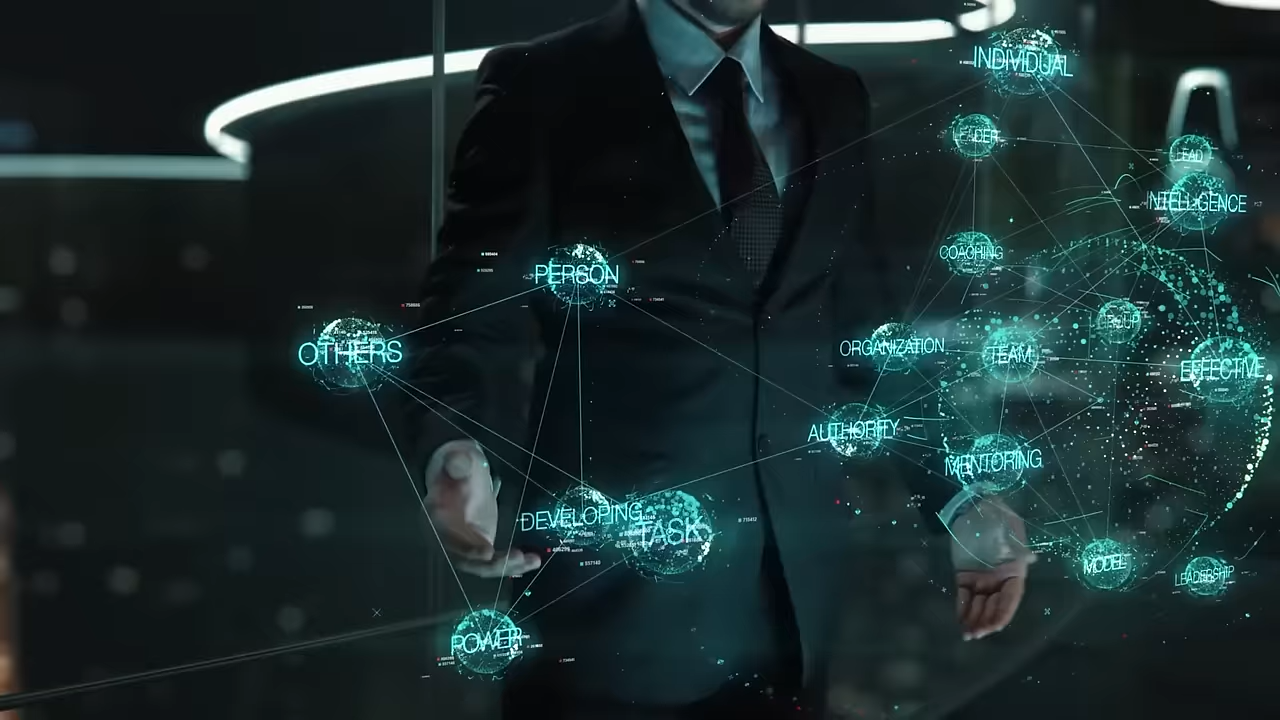 INDIVIDUAL
LEADER
LEAD
INTELLIGENCE
COACHING
PERSON
GROUP
OTHERS
ORGANIZATION
TEAM
EFFECTIVE
AUTHORITY
MENTORING
DEVELOPING
TASK
MODEL
LEADERSHIP
POWER